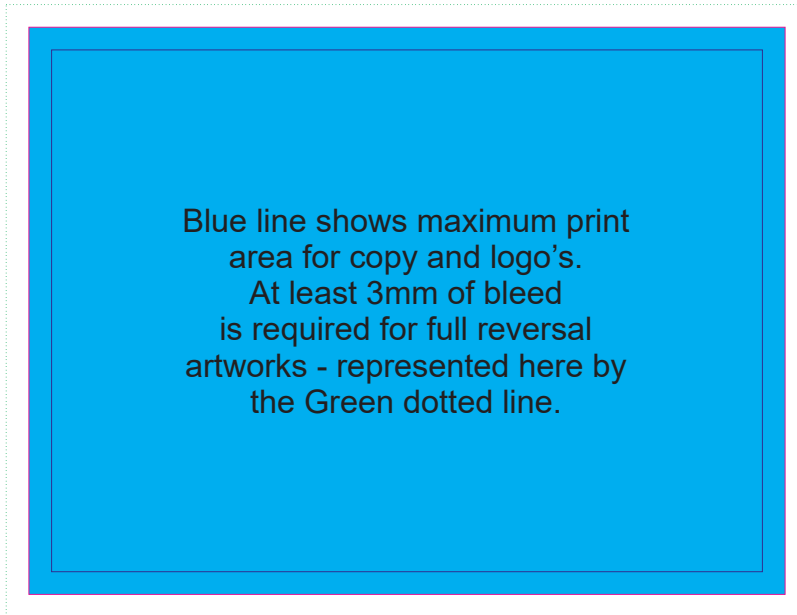 Blue line shows maximum print
area for copy and logo’s.
At least 3mm of bleed
is required for full reversal
artworks - represented here by
the Green dotted line.